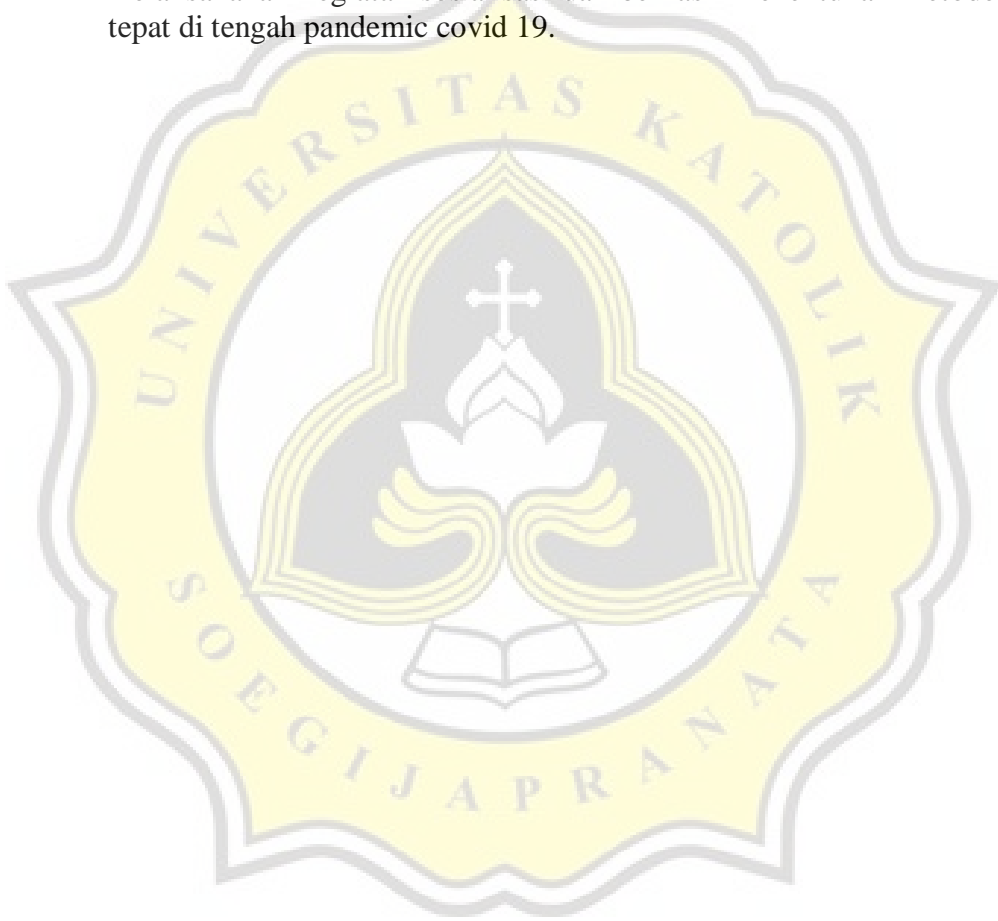 tepat di tengah pandemic covid 19.
UNIVERSITAS KATOLIK
SOEGIJAPRANATA